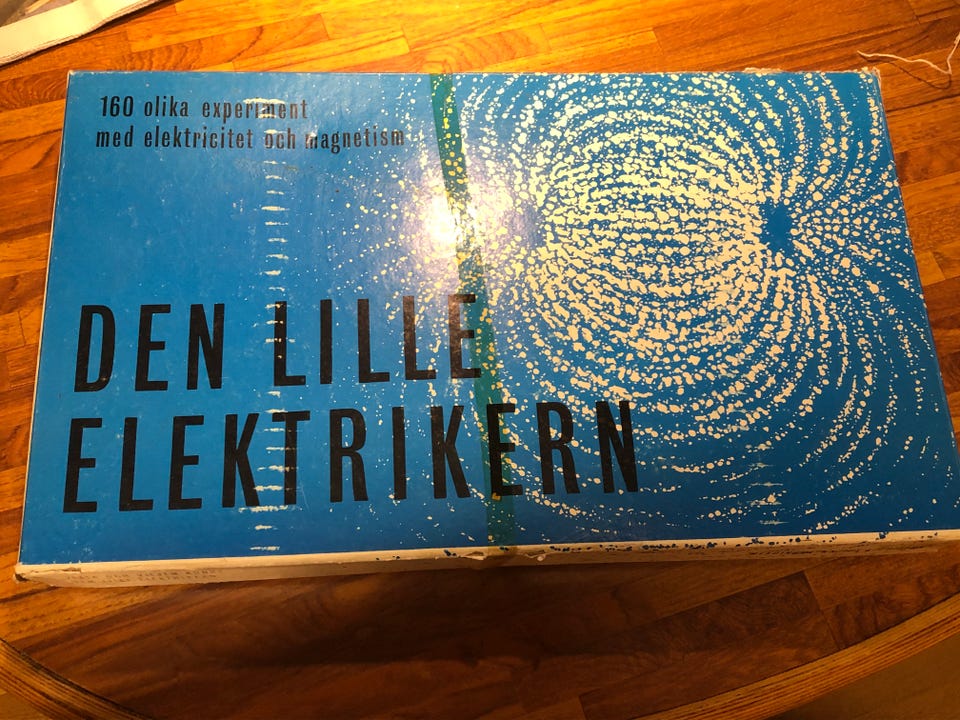 160 olika experiment
med elektricitet och magnetism
DEN LILLE
ELEKTRIKERN